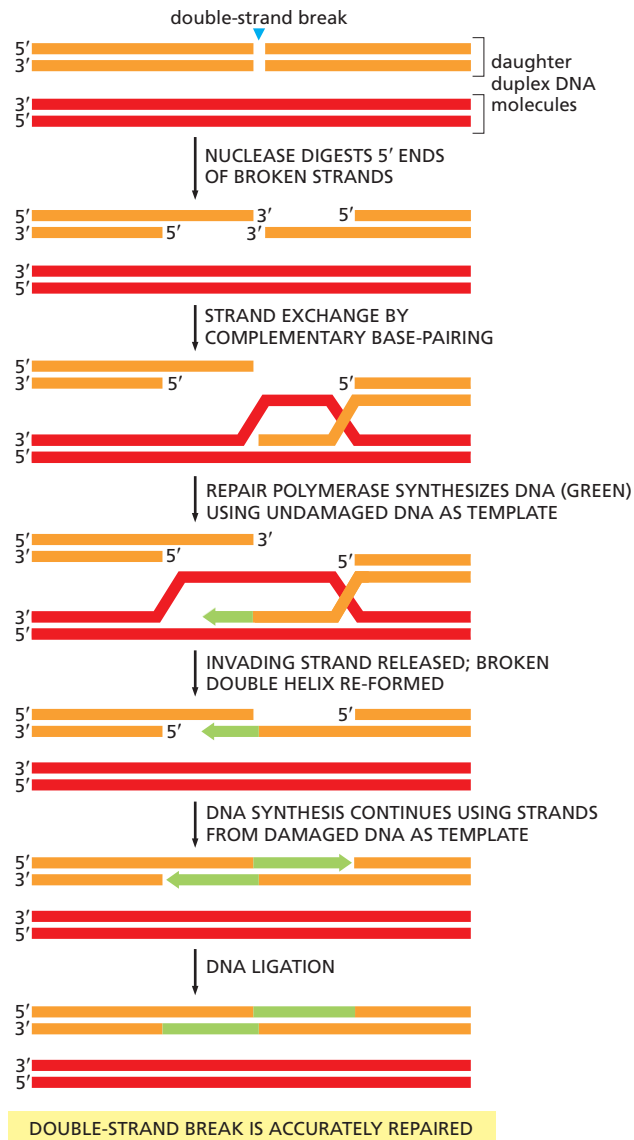 double-strand break
5′
3′
daughter
duplex DNA
molecules
3′
5′
NUCLEASE DIGESTS 5′ ENDS
OF BROKEN STRANDS
5′ 3′ 5′
3′ 5′ 3′
3′
5′
STRAND EXCHANGE BY
COMPLEMENTARY BASE-PAIRING
5′
3′ 5′ 5′
3′
5′
REPAIR POLYMERASE SYNTHESIZES DNA (GREEN)
USING UNDAMAGED DNA AS TEMPLATE
5′ 3′
3′ 5′ 5′
3′
5′
INVADING STRAND RELEASED; BROKEN
DOUBLE HELIX RE-FORMED
5′ 5′
3′ 5′
3′
5′
DNA SYNTHESIS CONTINUES USING STRANDS
FROM DAMAGED DNA AS TEMPLATE
5′
3′
3′
5′
DNA LIGATION
5′
3′
3′
5′
DOUBLE-STRAND BREAK IS ACCURATELY REPAIRED